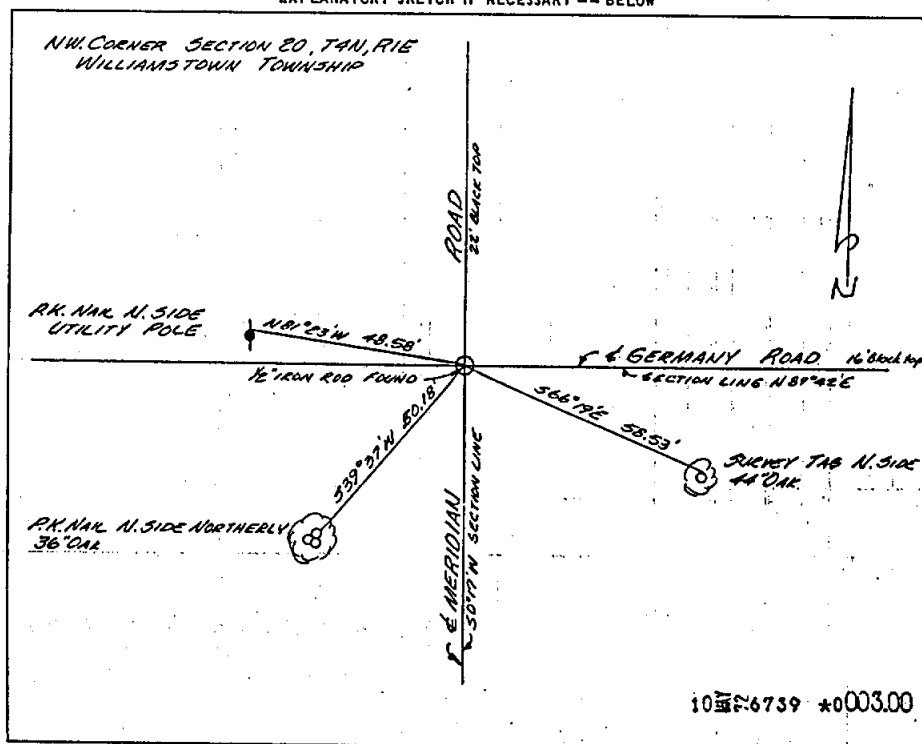 EXPLANATORY SKETCH IF NECESSARY -- BELOW
N.W. CORNER SECTION 20, T4N, R1E
WILLIAMSTOWN TOWNSHIP
ROAD
22' BLACK TOP
P.K. NAIL N. SIDE
UTILITY POLE
N81°23'W 48.58'
℄ GERMANY ROAD 16' Black top
SECTION LINE N89°42'E
1/2" IRON ROD FOUND
S39°37'W 50.18'
S66°19'E 58.53'
SURVEY TAG N. SIDE
44" OAK
P.K. NAIL N. SIDE NORTHERLY
36" OAK
℄ MERIDIAN
S0°17'W SECTION LINE
N
6739 *0003.00